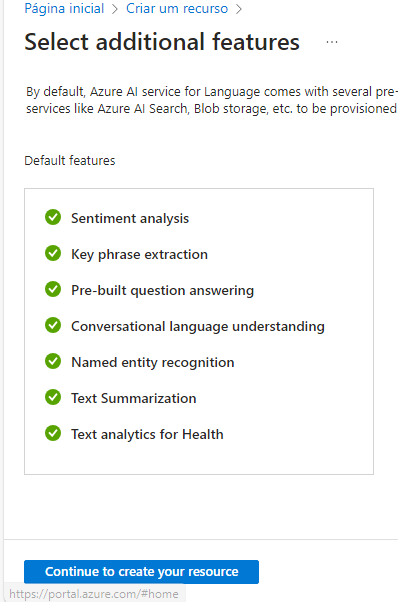 Página inicial > Criar um recurso >
Select additional features ...
By default, Azure AI service for Language comes with several pre-
services like Azure AI Search, Blob storage, etc. to be provisioned
Default features
Sentiment analysis
Key phrase extraction
Pre-built question answering
Conversational language understanding
Named entity recognition
Text Summarization
Text analytics for Health
Continue to create your resource
https://portal.azure.com/#home